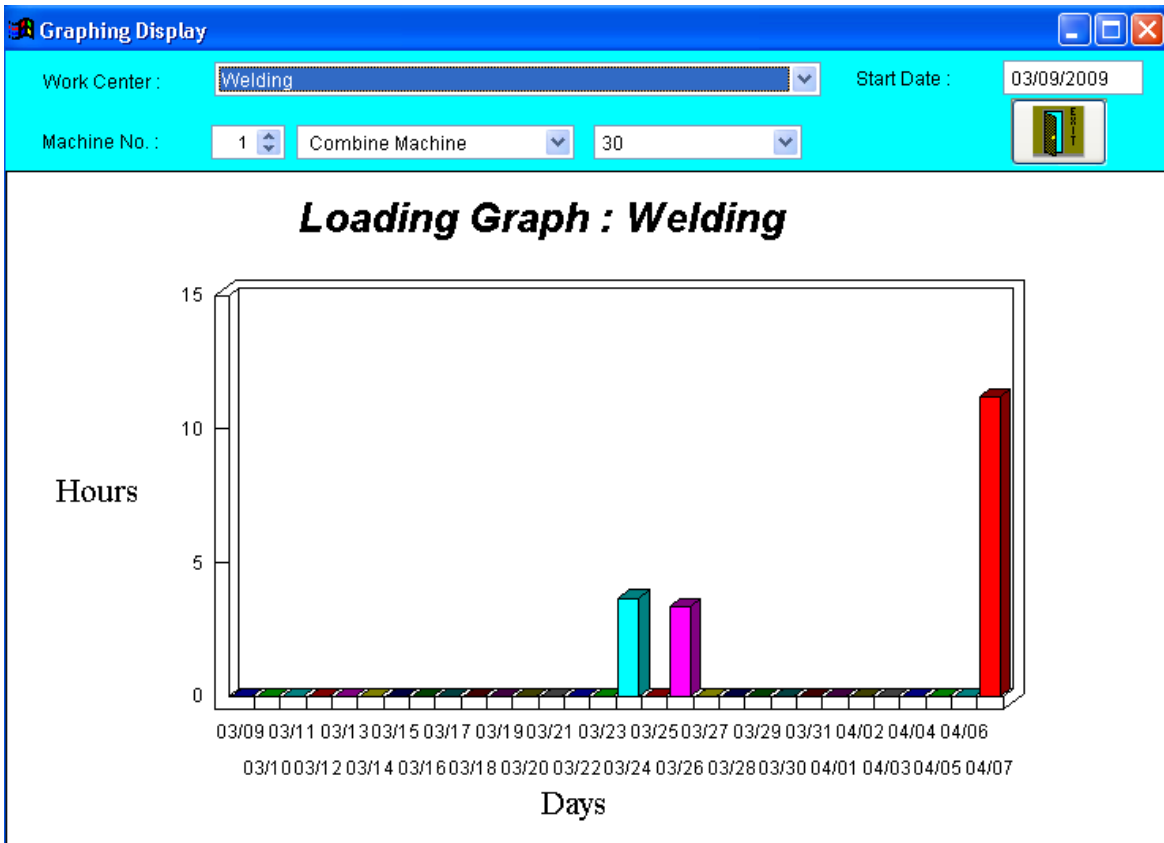 Graphing Display
Work Center : Welding Start Date : 03/09/2009
Machine No. : 1 Combine Machine 30 EXIT
Loading Graph : Welding
15
10
Hours
5
0
03/09 03/11 03/13 03/15 03/17 03/19 03/21 03/23 03/25 03/27 03/29 03/31 04/02 04/04 04/06
03/10 03/12 03/14 03/16 03/18 03/20 03/22 03/24 03/26 03/28 03/30 04/01 04/03 04/05 04/07
Days